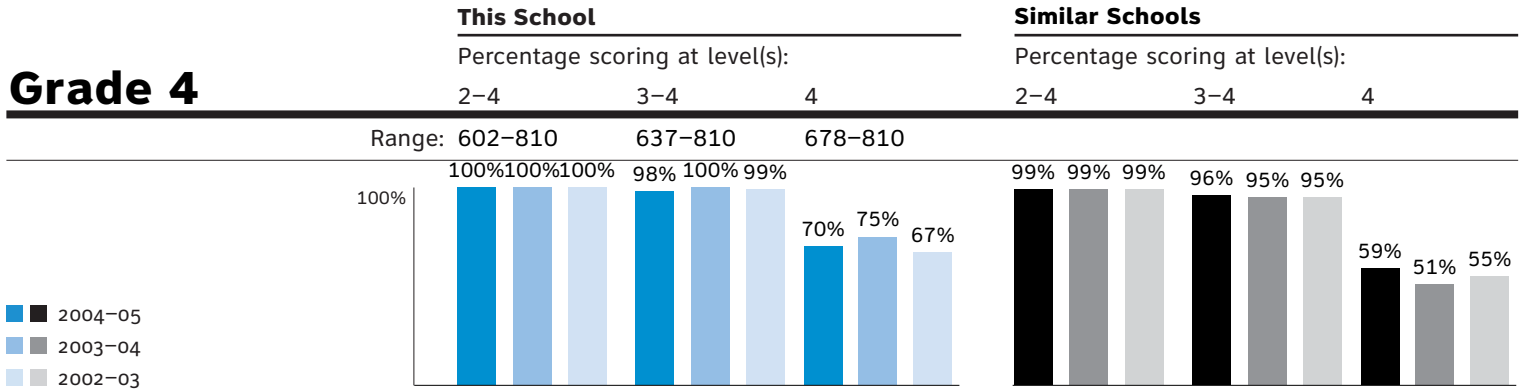 This School Similar Schools
Percentage scoring at level(s): Percentage scoring at level(s):
Grade 4 2–4 3–4 4 2–4 3–4 4
Range: 602–810 637–810 678–810
100% 100% 100% 98% 100% 99% 99% 99% 99% 96% 95% 95%
100%
70% 75% 67% 59% 51% 55%
2004–05
2003–04
2002–03